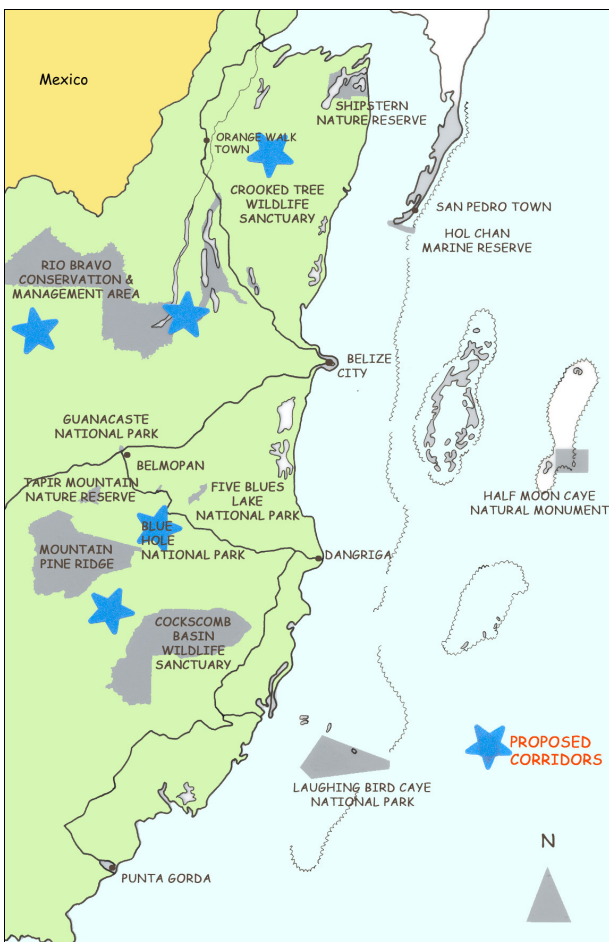 Mexico
SHIPSTERN
NATURE RESERVE
ORANGE WALK
TOWN
CROOKED TREE
WILDLIFE
SANCTUARY
SAN PEDRO TOWN
HOL CHAN
MARINE RESERVE
RIO BRAVO
CONSERVATION &
MANAGEMENT AREA
BELIZE
CITY
GUANACASTE
NATIONAL PARK
BELMOPAN
TAPIR MOUNTAIN
NATURE RESERVE
FIVE BLUES
LAKE
NATIONAL PARK
HALF MOON CAYE
NATURAL MONUMENT
BLUE
HOLE
NATIONAL PARK
MOUNTAIN
PINE RIDGE
DANGRIGA
COCKSCOMB
BASIN
WILDLIFE
SANCTUARY
PROPOSED
CORRIDORS
LAUGHING BIRD CAYE
NATIONAL PARK
N
PUNTA GORDA